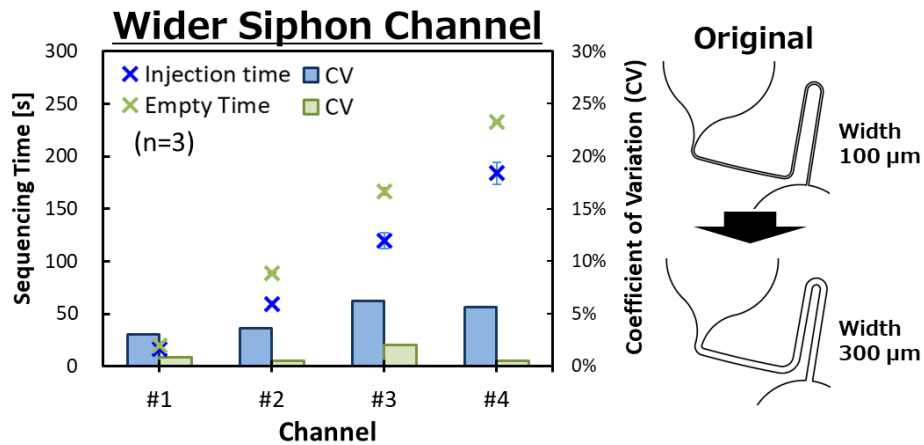 Wider Siphon Channel
Original
300
250
200
150
100
50
0
Sequencing Time [s]
Injection time
CV
Empty Time
CV
(n=3)
30%
25%
20%
15%
10%
5%
0%
Coefficient of Variation (CV)
#1
#2
#3
#4
Channel
Width
100 μm
Width
300 μm